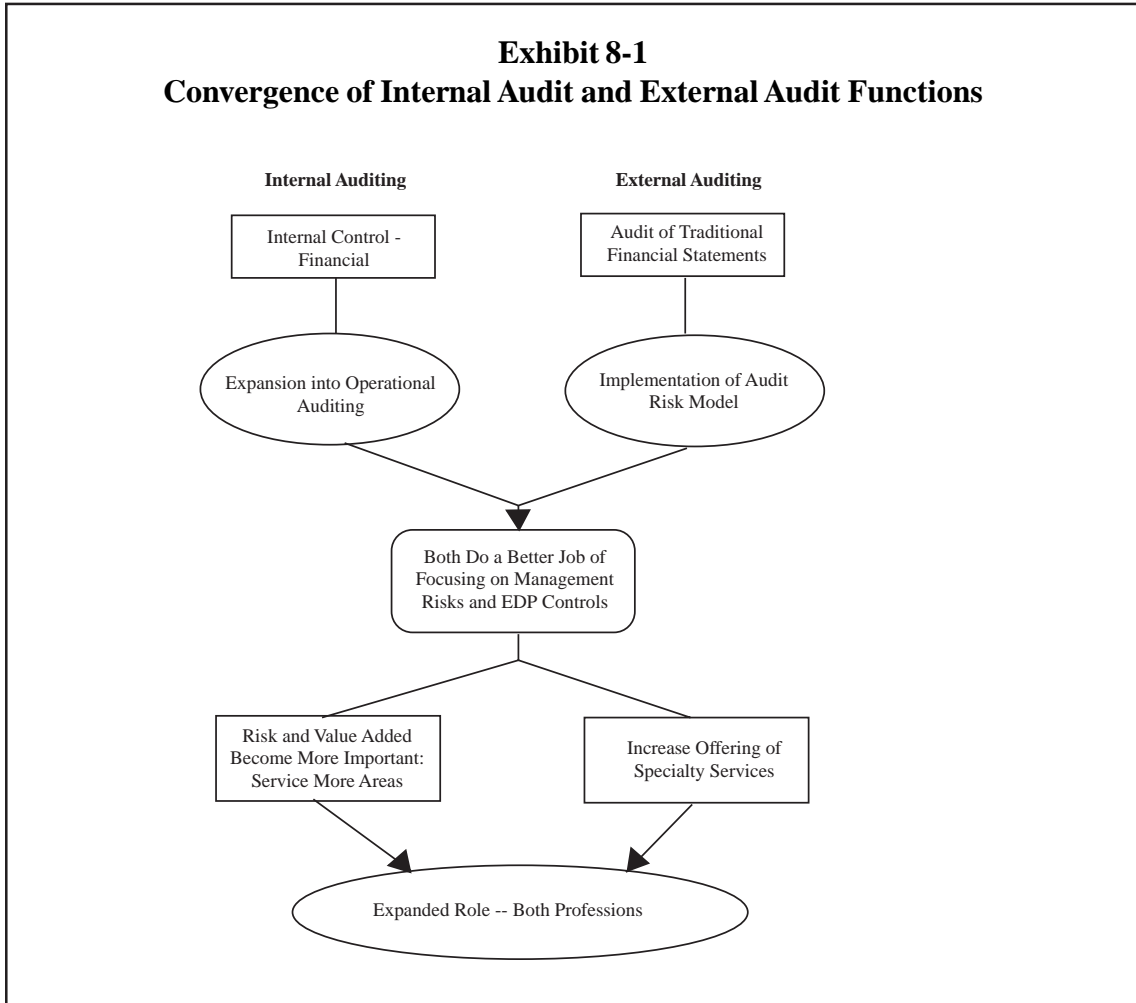 Exhibit 8-1
Convergence of Internal Audit and External Audit Functions
Internal Auditing
External Auditing
Internal Control -
Financial
Audit of Traditional
Financial Statements
Expansion into Operational
Auditing
Implementation of Audit
Risk Model
Both Do a Better Job of
Focusing on Management
Risks and EDP Controls
Risk and Value Added
Become More Important:
Service More Areas
Increase Offering of
Specialty Services
Expanded Role -- Both Professions